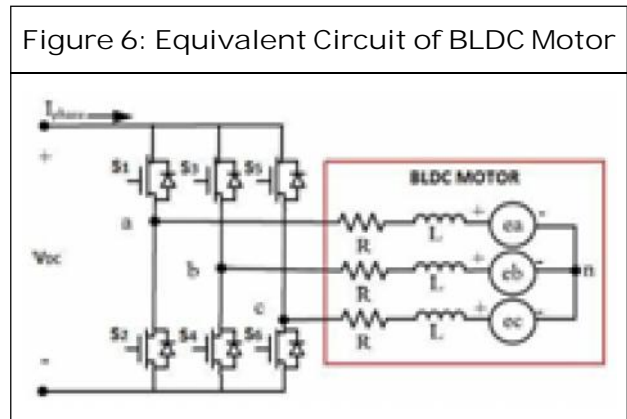 Figure 6: Equivalent Circuit of BLDC Motor
Iphase
+
S1 S3 S5
BLDC MOTOR
a
R L + ea -
VDC
b
R L + eb - n
c
R L + ec -
S2 S4 S6
-